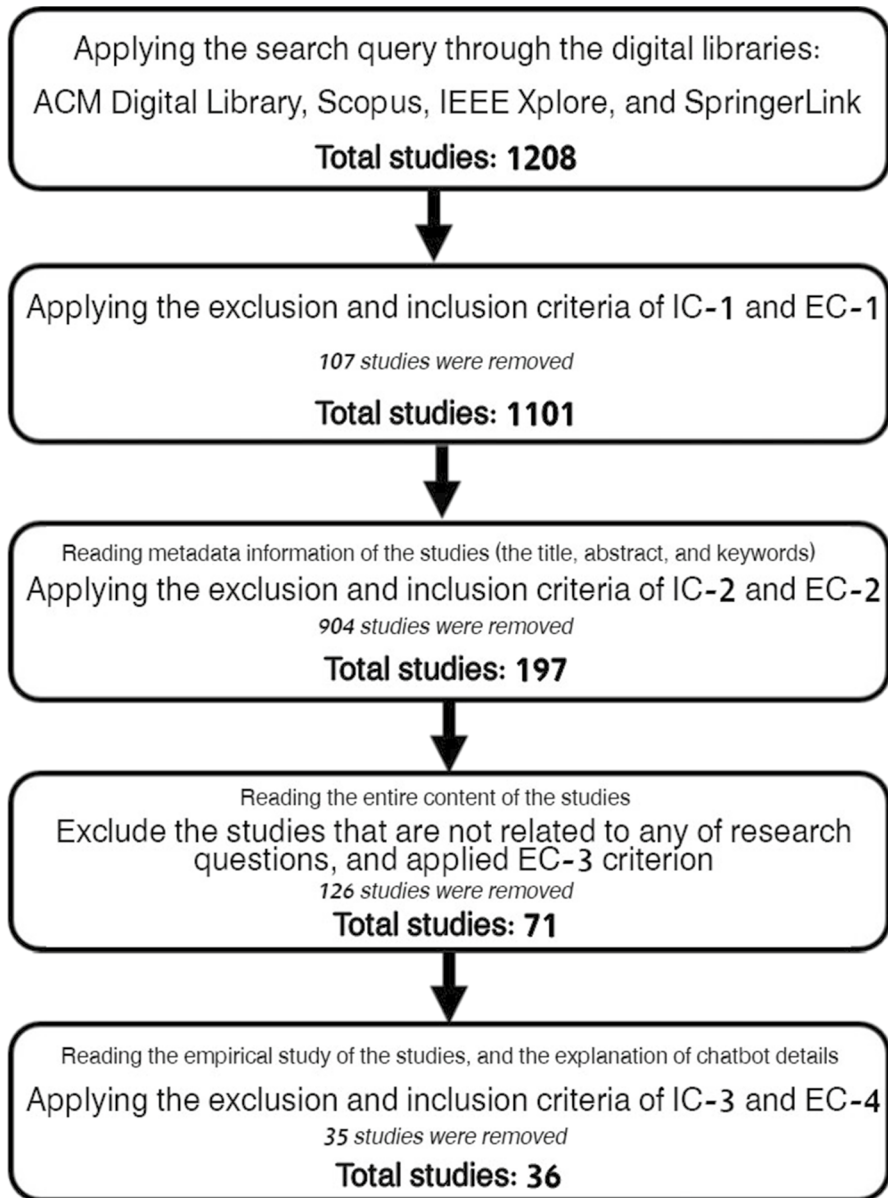 Applying the search query through the digital libraries:
ACM Digital Library, Scopus, IEEE Xplore, and SpringerLink
Total studies: 1208
Applying the exclusion and inclusion criteria of IC-1 and EC-1
107 studies were removed
Total studies: 1101
Reading metadata information of the studies (the title, abstract, and keywords)
Applying the exclusion and inclusion criteria of IC-2 and EC-2
904 studies were removed
Total studies: 197
Reading the entire content of the studies
Exclude the studies that are not related to any of research
questions, and applied EC-3 criterion
126 studies were removed
Total studies: 71
Reading the empirical study of the studies, and the explanation of chatbot details
Applying the exclusion and inclusion criteria of IC-3 and EC-4
35 studies were removed
Total studies: 36